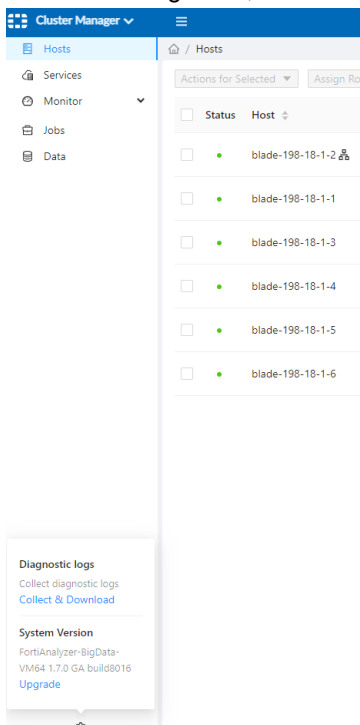 Cluster Manager
Hosts
/ Hosts
Services
Actions for Selected
Assign Ro
Monitor
Status Host
Jobs
Data
blade-198-18-1-2
blade-198-18-1-1
blade-198-18-1-3
blade-198-18-1-4
blade-198-18-1-5
blade-198-18-1-6
Diagnostic logs
Collect diagnostic logs
Collect & Download
System Version
FortiAnalyzer-BigData-
VM64 1.7.0 GA build8016
Upgrade